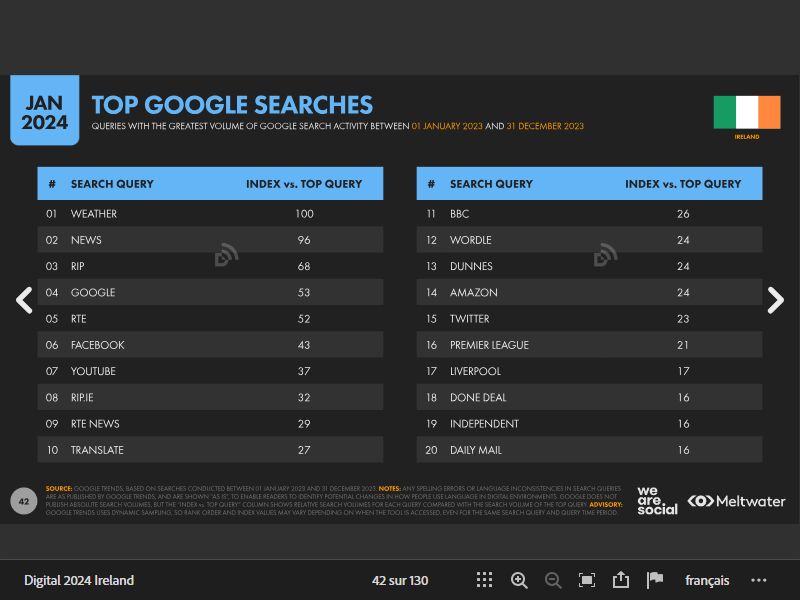 JAN
2024
TOP GOOGLE SEARCHES
QUERIES WITH THE GREATEST VOLUME OF GOOGLE SEARCH ACTIVITY BETWEEN 01 JANUARY 2023 AND 31 DECEMBER 2023
IRELAND
# SEARCH QUERY INDEX vs. TOP QUERY
01 WEATHER 100
02 NEWS 96
03 RIP 68
04 GOOGLE 53
05 RTE 52
06 FACEBOOK 43
07 YOUTUBE 37
08 RIP.IE 32
09 RTE NEWS 29
10 TRANSLATE 27
# SEARCH QUERY INDEX vs. TOP QUERY
11 BBC 26
12 WORDLE 24
13 DUNNES 24
14 AMAZON 24
15 TWITTER 23
16 PREMIER LEAGUE 21
17 LIVERPOOL 17
18 DONE DEAL 16
19 INDEPENDENT 16
20 DAILY MAIL 16
42
SOURCE: GOOGLE TRENDS, BASED ON SEARCHES CONDUCTED BETWEEN 01 JANUARY 2023 AND 31 DECEMBER 2023. NOTES: ANY SPELLING ERRORS OR LANGUAGE INCONSISTENCIES IN SEARCH QUERIES
ARE AS PUBLISHED BY GOOGLE TRENDS, AND ARE SHOWN "AS IS", TO ENABLE READERS TO IDENTIFY POTENTIAL CHANGES IN HOW PEOPLE USE LANGUAGE IN DIGITAL ENVIRONMENTS. GOOGLE DOES NOT
PUBLISH ABSOLUTE SEARCH VOLUMES, BUT THE "INDEX vs. TOP QUERY" COLUMN SHOWS RELATIVE SEARCH VOLUMES FOR EACH QUERY COMPARED WITH THE SEARCH VOLUME OF THE TOP QUERY. ADVISORY:
GOOGLE TRENDS USES DYNAMIC SAMPLING, SO RANK ORDER AND INDEX VALUES MAY VARY DEPENDING ON WHEN THE TOOL IS ACCESSED, EVEN FOR THE SAME SEARCH QUERY AND QUERY TIME PERIOD.
we
are.
social
Meltwater
Digital 2024 Ireland
42 sur 130
français